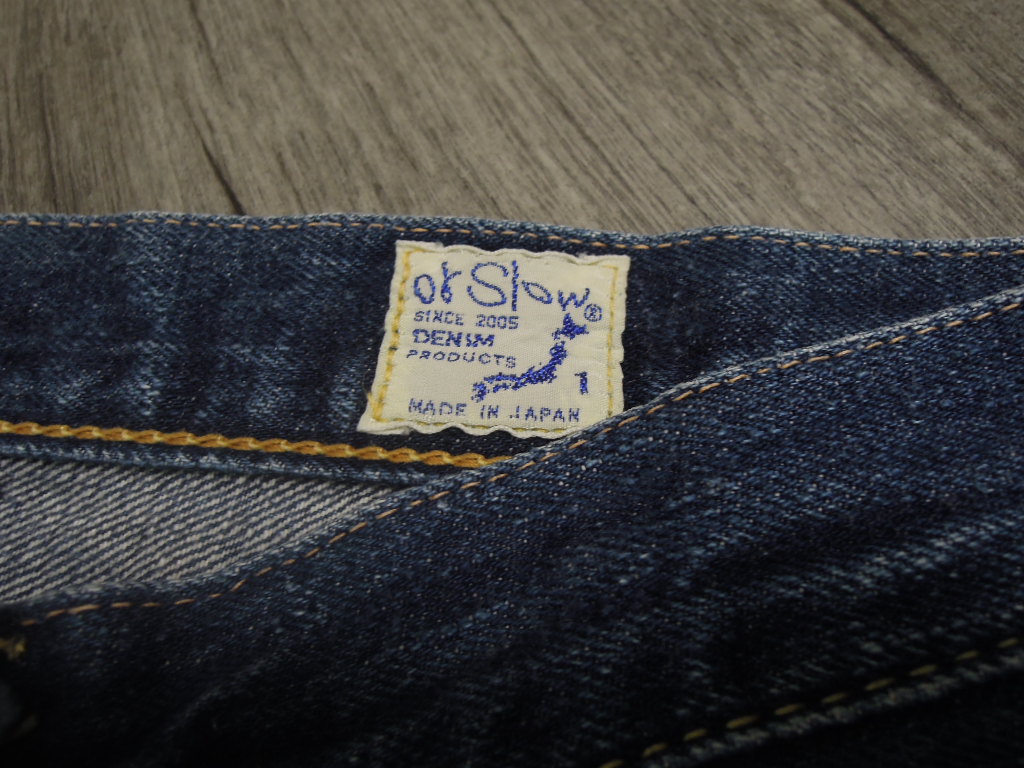 orSlow®
SINCE 2005
DENIM
PRODUCTS
1
MADE IN JAPAN